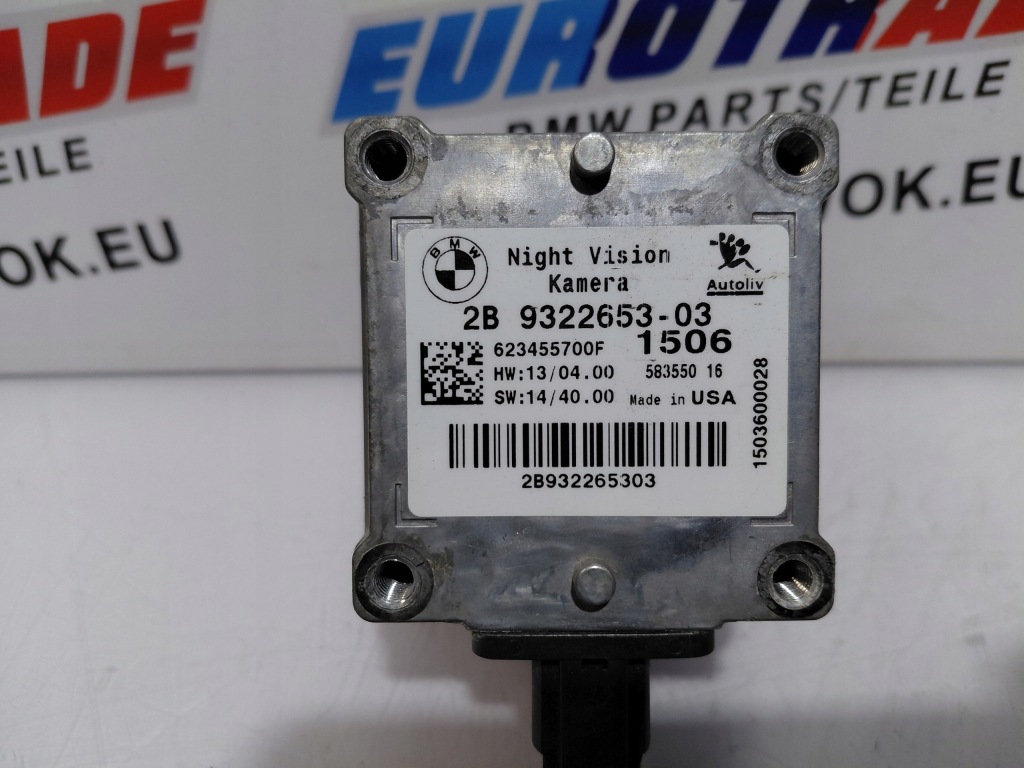 ADE
EUROTRA
BMW PARTS/TEILE
EILE
OK.EU
OOK.EU
BMW
Night Vision
Kamera
Autoliv
2B 9322653-03
623455700F 1506
HW:13/04.00 583550 16
SW:14/40.00 Made in USA
1503600028
2B932265303